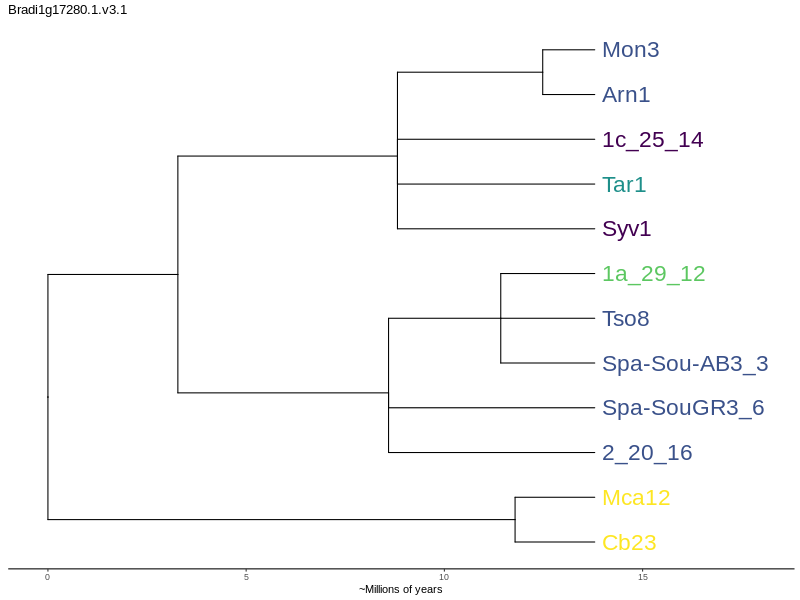 Bradi1g17280.1.v3.1
Mon3
Arn1
1c_25_14
Tar1
Syv1
1a_29_12
Tso8
Spa-Sou-AB3_3
Spa-SouGR3_6
2_20_16
Mca12
Cb23
0 5 10 15
~Millions of years